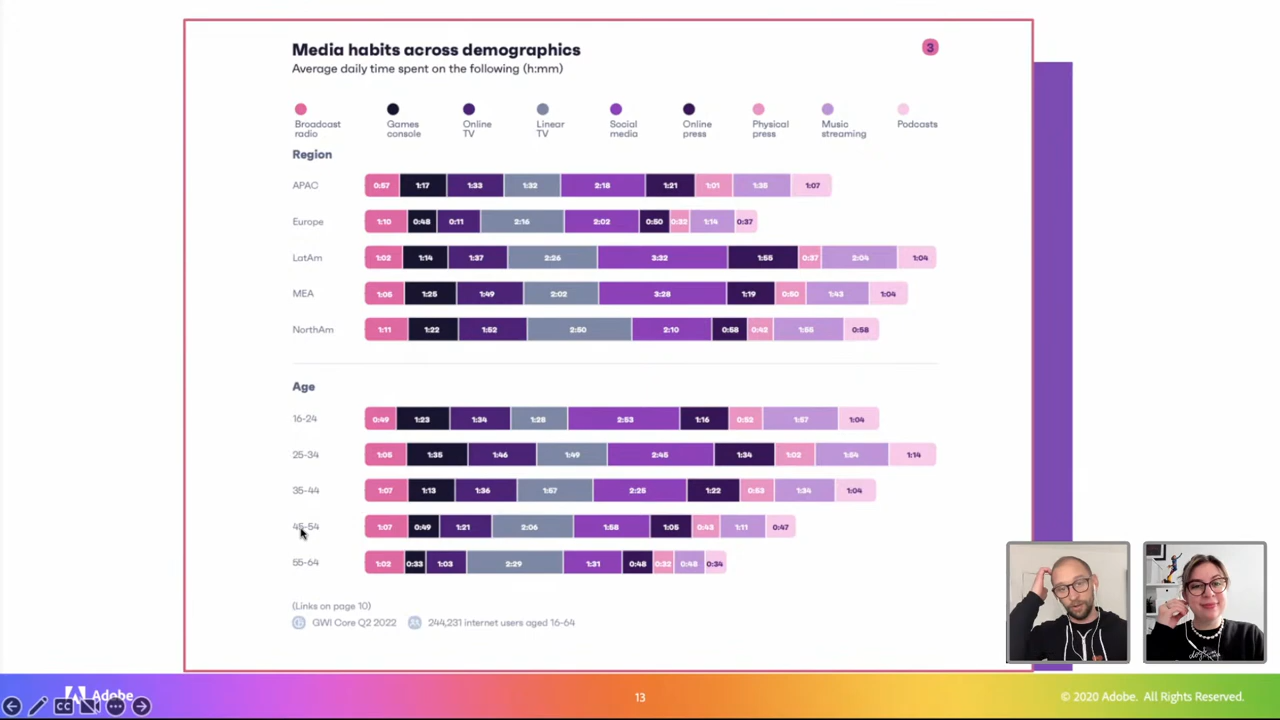 Media habits across demographics
3
Average daily time spent on the following (h:mm)
Broadcast radio
Games console
Online TV
Linear TV
Social media
Online press
Physical press
Music streaming
Podcasts
Region
APAC 0:57 1:17 1:33 1:32 2:18 1:21 1:01 1:35 1:07
Europe 1:10 0:48 0:11 2:16 2:02 0:50 0:32 1:14 0:37
LatAm 1:02 1:14 1:37 2:26 3:32 1:55 0:37 2:04 1:04
MEA 1:05 1:25 1:49 2:02 3:28 1:19 0:50 1:43 1:04
NorthAm 1:11 1:22 1:52 2:50 2:10 0:58 0:42 1:55 0:58
Age
16-24 0:49 1:23 1:34 1:28 2:53 1:16 0:52 1:57 1:04
25-34 1:05 1:35 1:46 1:49 2:45 1:34 1:02 1:54 1:14
35-44 1:07 1:13 1:36 1:57 2:25 1:22 0:53 1:34 1:04
45-54 1:07 0:49 1:21 2:06 1:58 1:05 0:43 1:11 0:47
55-64 1:02 0:33 1:03 2:29 1:31 0:48 0:32 0:48 0:34
(Links on page 10)
GWI Core Q2 2022 244,231 internet users aged 16-64
Adobe
CC
13
© 2020 Adobe. All Rights Reserved.